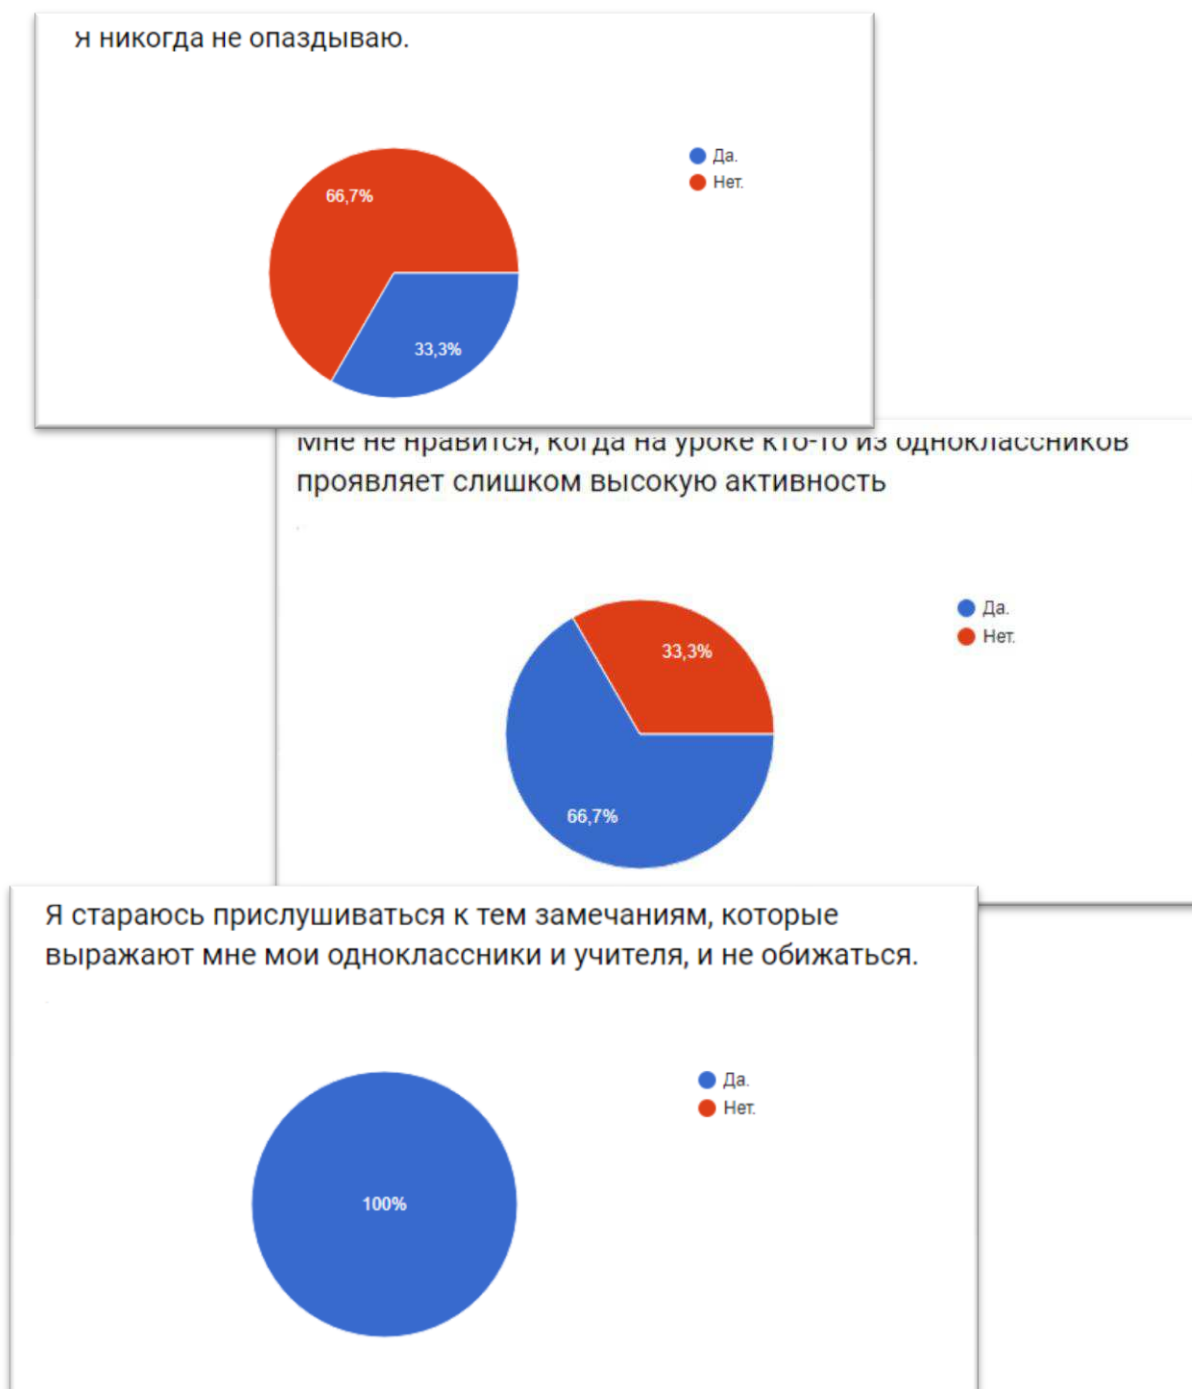 Я никогда не опаздываю.
Да.
Нет.
66,7%
33,3%
Мне не нравится, когда на уроке кто-то из одноклассников
проявляет слишком высокую активность
Да.
Нет.
33,3%
66,7%
Я стараюсь прислушиваться к тем замечаниям, которые
выражают мне мои одноклассники и учителя, и не обижаться.
Да.
Нет.
100%